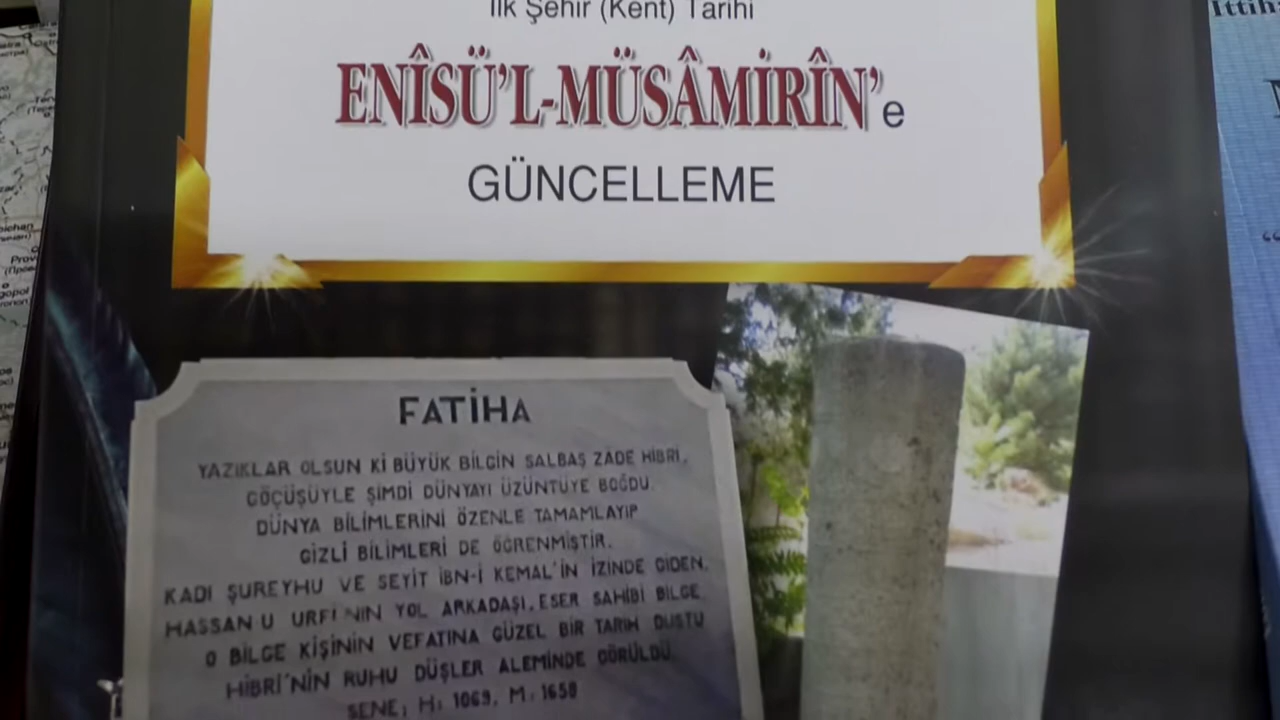 İlk Şehir (Kent) Tarihi
ENÎSÜ'L-MÜSÂMİRÎN'e
GÜNCELLEME
FATİHA
YAZIKLAR OLSUN Kİ BÜYÜK BİLGİN SALBAŞ ZÂDE HİBRİ,
GÖÇÜŞÜYLE ŞİMDİ DÜNYAYI ÜZÜNTÜYE BOĞDU.
DÜNYA BİLİMLERİNİ ÖZENLE TAMAMLAYIP
GİZLİ BİLİMLERİ DE ÖĞRENMİŞTİR.
KADI ŞUREYHU VE SEYİT İBN-İ KEMAL'İN İZİNDE GİDEN,
HASSAN U URFİ'NIN YOL ARKADAŞI, ESER SAHİBİ BİLGE,
O BİLGE KİŞİNİN VEFATINA GÜZEL BİR TARİH DÜŞTÜ
HİBRİ'NİN RUHU DÜŞLER ALEMİNDE GÖRÜLDÜ.
SENE, H: 1069, M: 1658
İttih